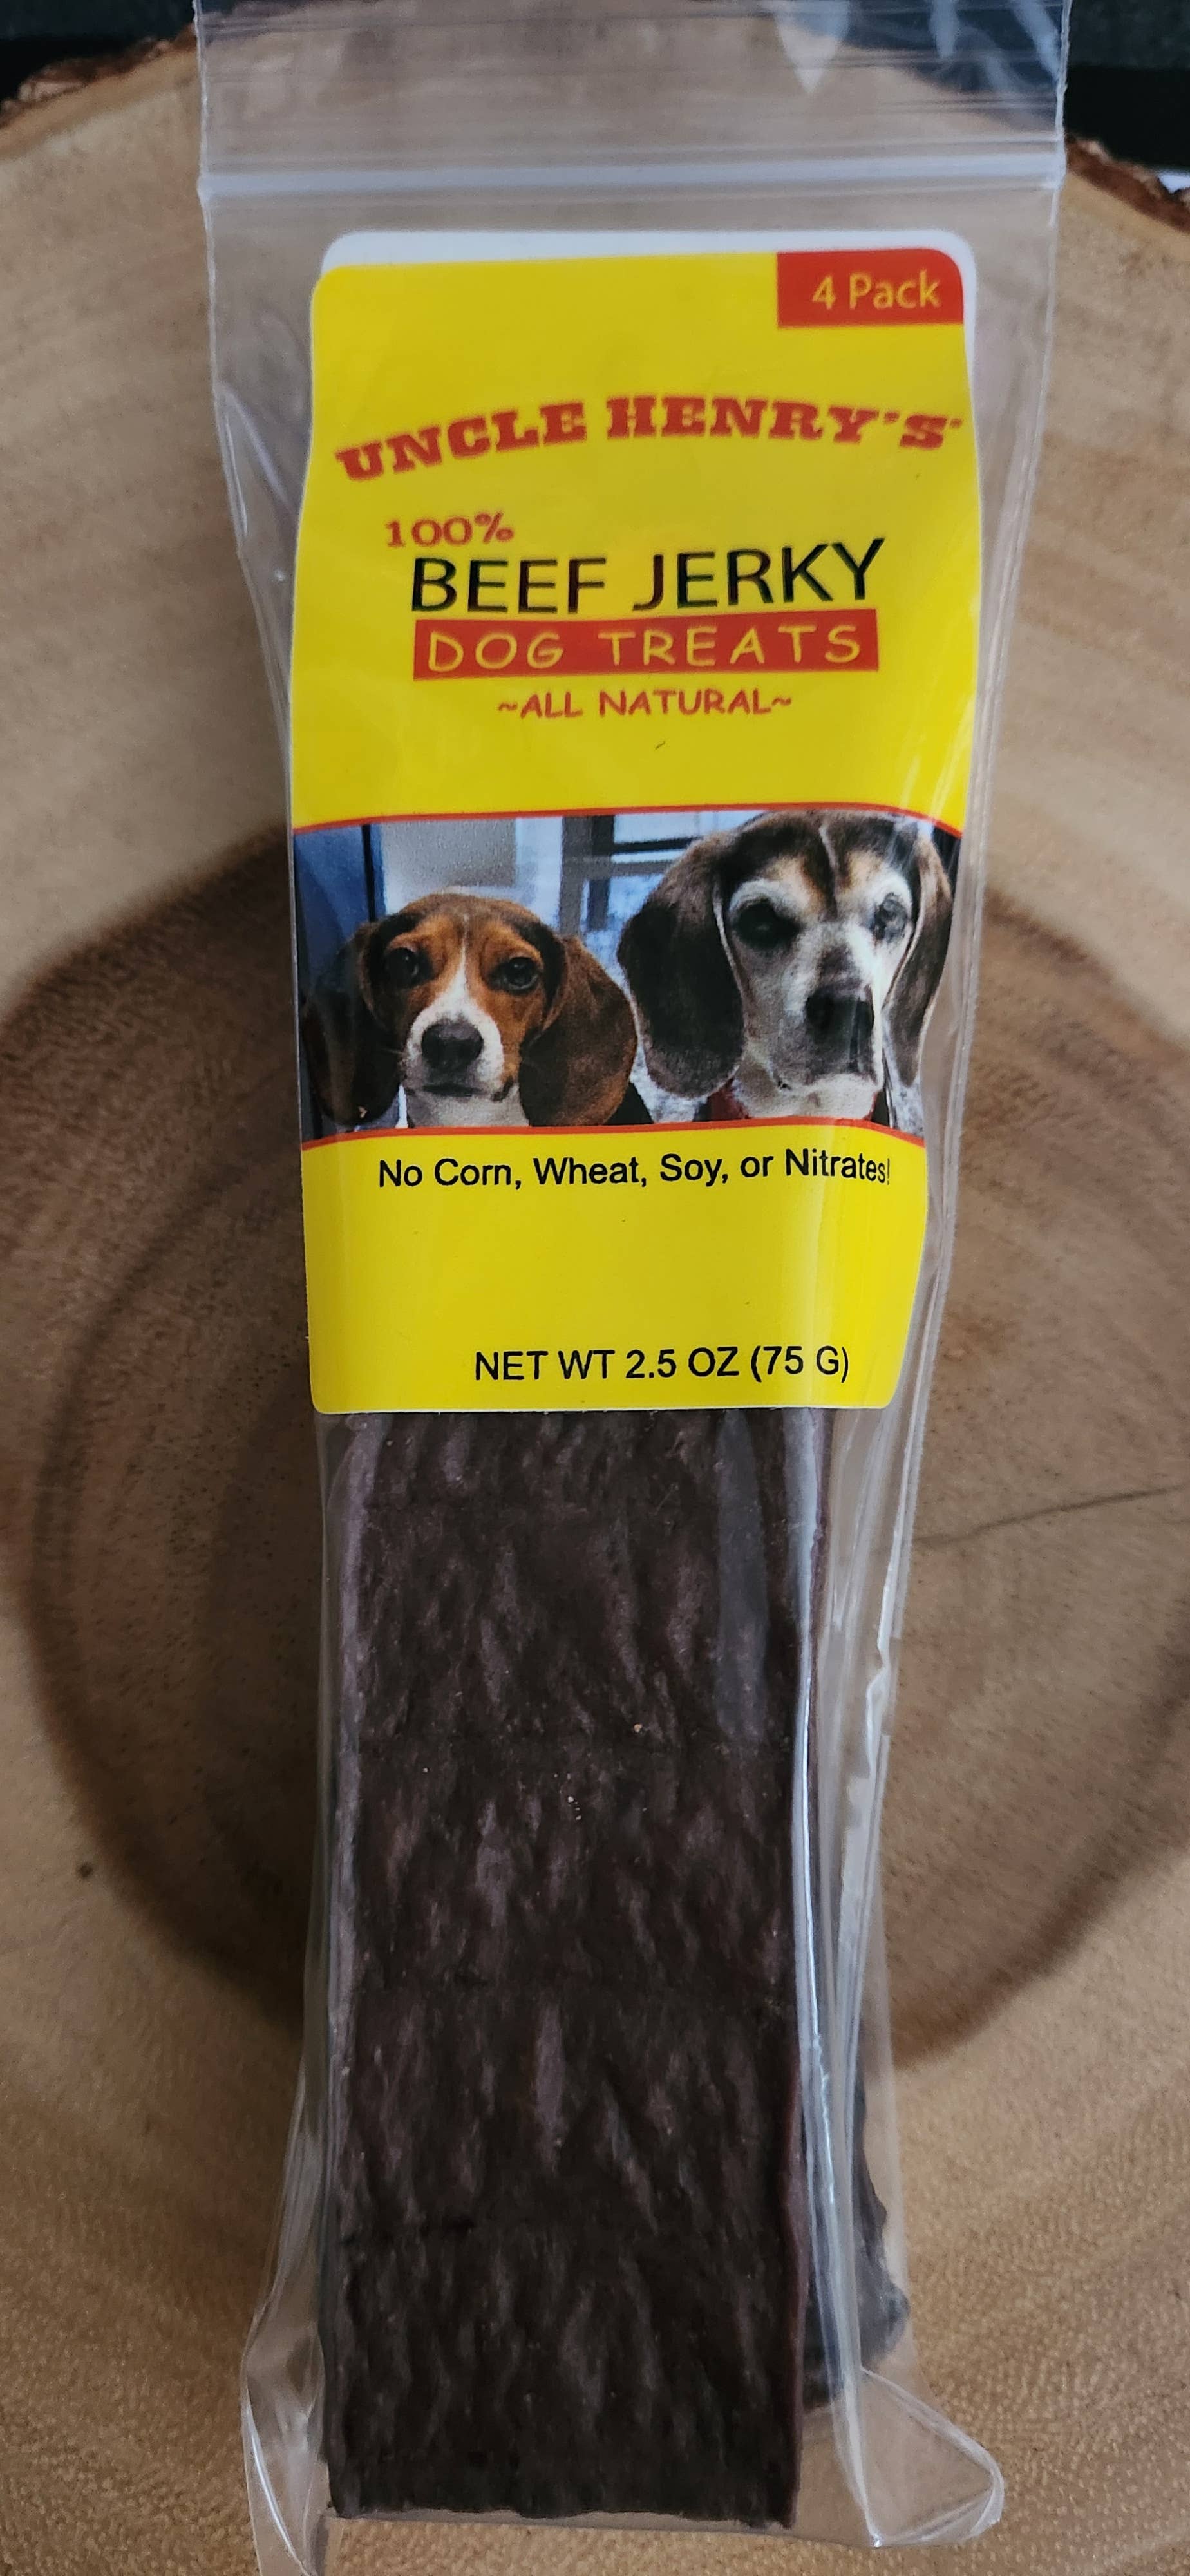 4 Pack
UNCLE HENRY'S
100%
BEEF JERKY
DOG TREATS
~ALL NATURAL~
No Corn, Wheat, Soy, or Nitrates!
NET WT 2.5 OZ (75 G)